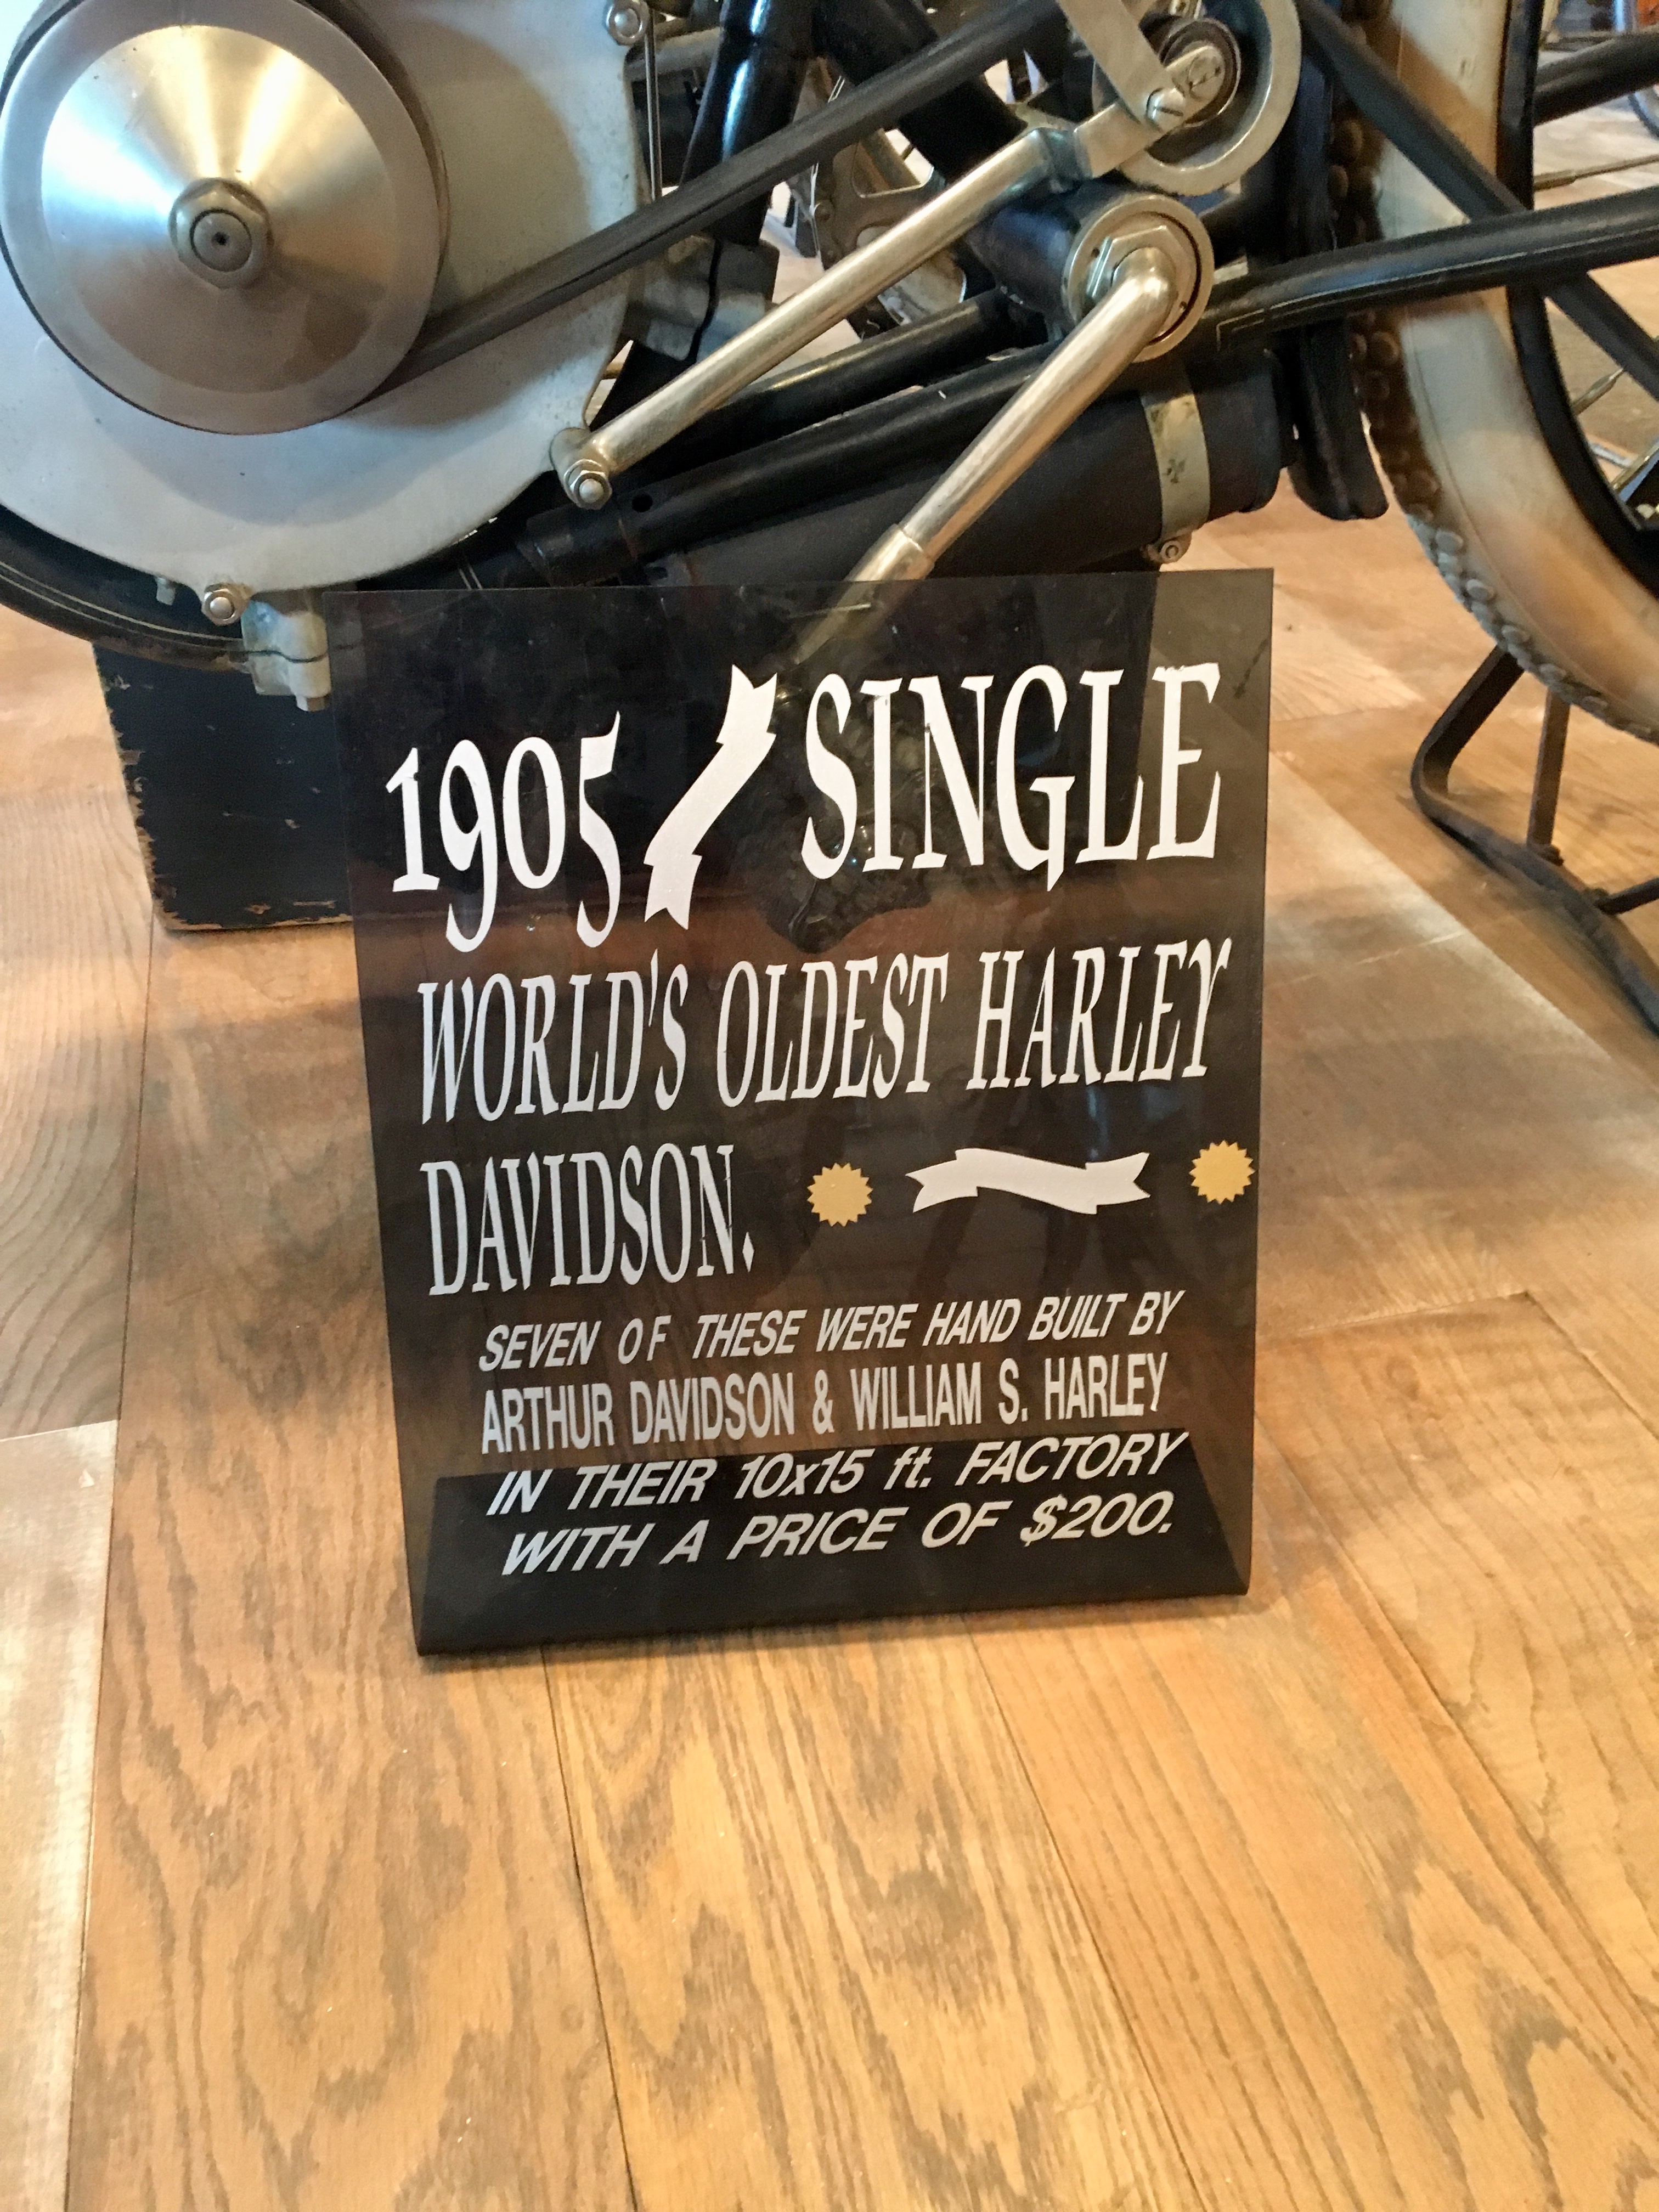 1905 SINGLE
WORLD'S OLDEST HARLEY
DAVIDSON.
SEVEN OF THESE WERE HAND BUILT BY
ARTHUR DAVIDSON & WILLIAM S. HARLEY
IN THEIR 10x15 ft. FACTORY
WITH A PRICE OF $200.